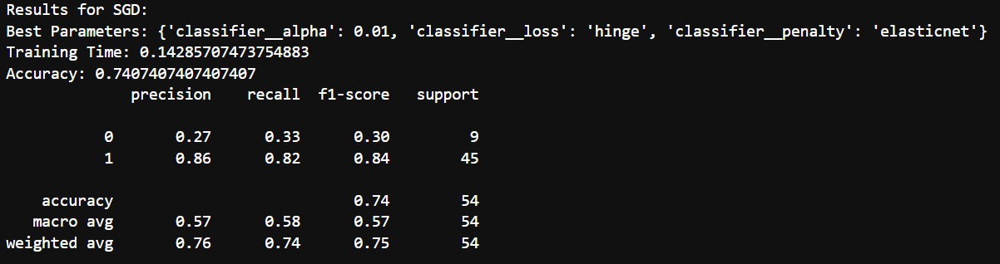 Results for SGD:
Best Parameters: {'classifier__alpha': 0.01, 'classifier__loss': 'hinge', 'classifier__penalty': 'elasticnet'}
Training Time: 0.14285707473754883
Accuracy: 0.7407407407407407
precision recall f1-score support
0 0.27 0.33 0.30 9
1 0.86 0.82 0.84 45
accuracy 0.74 54
macro avg 0.57 0.58 0.57 54
weighted avg 0.76 0.74 0.75 54